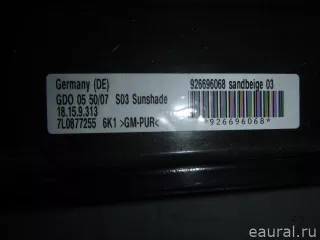 Germany (DE)
GDO 05 50/07 S03 Sunshade
18.15.9.313
7L0877255 6K1 >GM-PUR<
926696068 sandbeige 03
*926696068*
eaural.ru